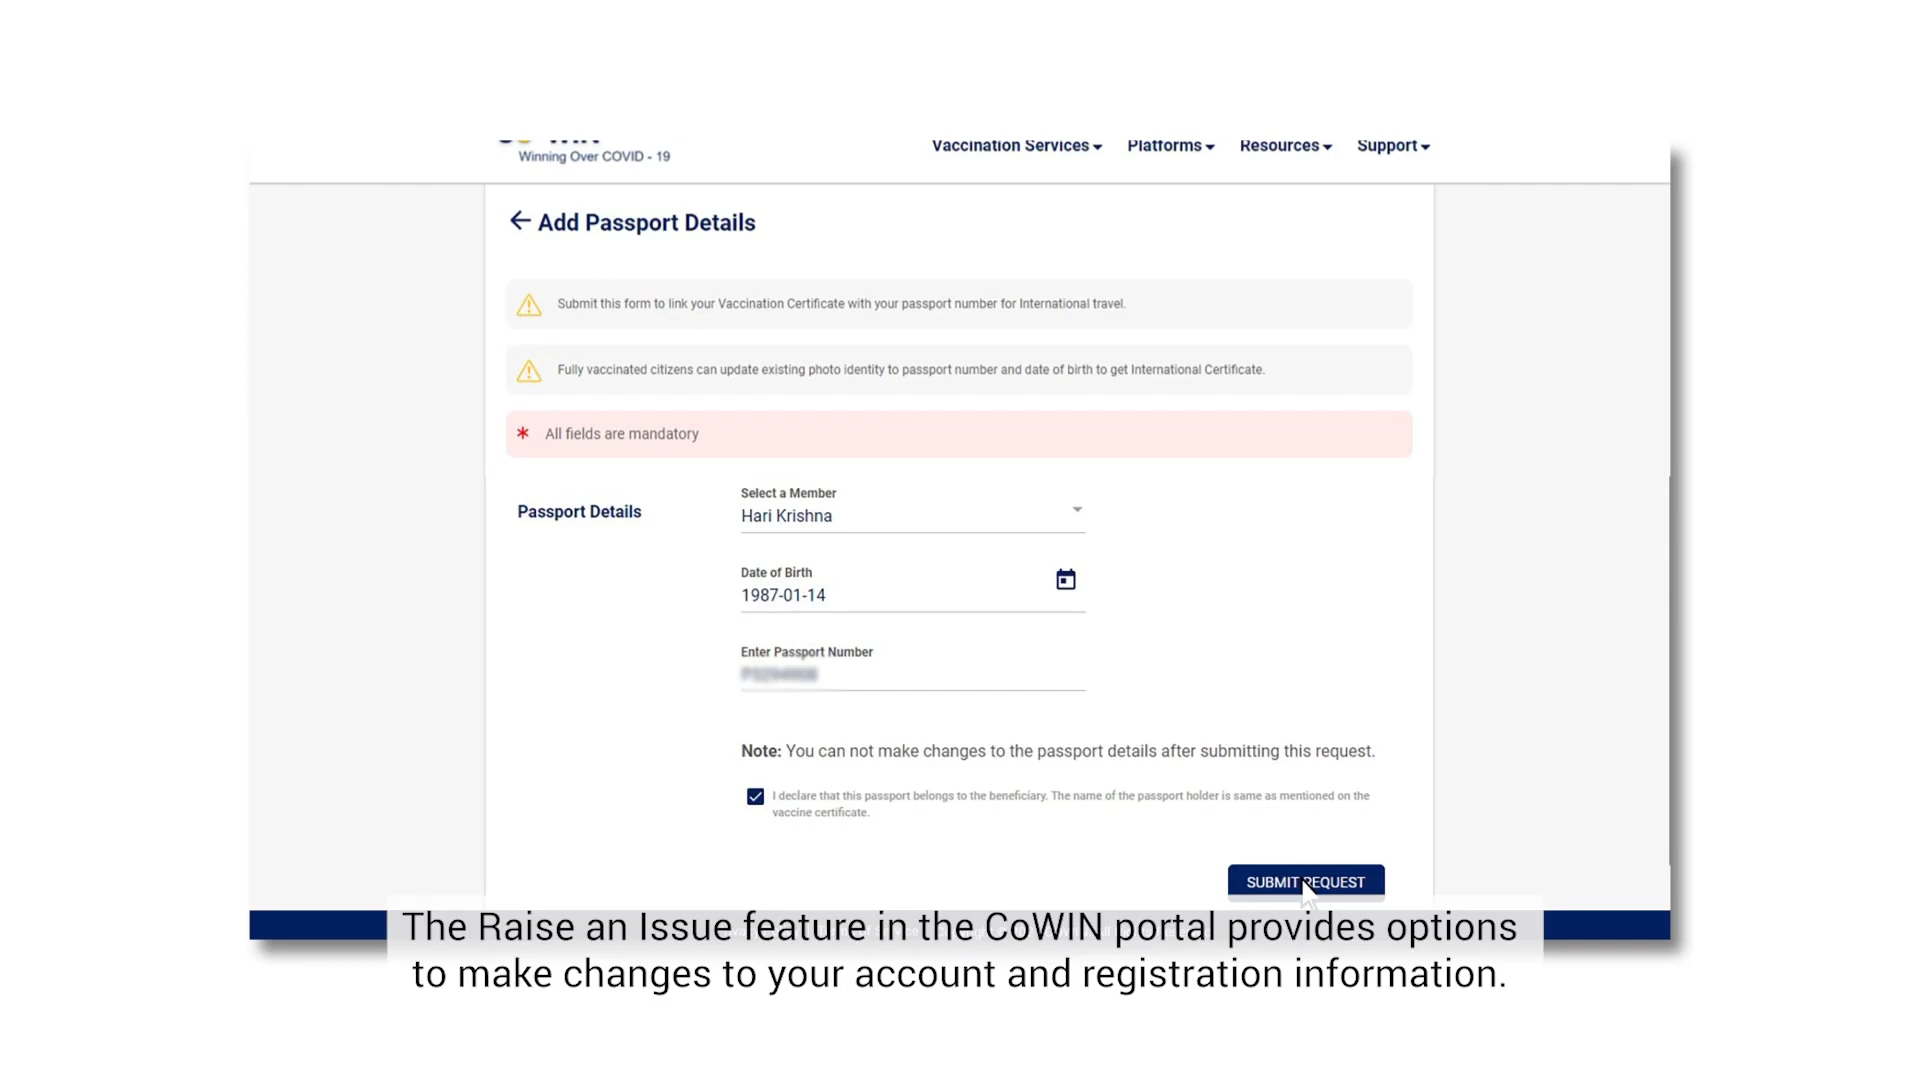 Winning Over COVID - 19
Vaccination Services Platforms Resources Support
Add Passport Details
Submit this form to link your Vaccination Certificate with your passport number for International travel.
Fully vaccinated citizens can update existing photo identity to passport number and date of birth to get International Certificate.
* All fields are mandatory
Passport Details
Select a Member
Hari Krishna
Date of Birth
1987-01-14
Enter Passport Number
Note: You can not make changes to the passport details after submitting this request.
I declare that this passport belongs to the beneficiary. The name of the passport holder is same as mentioned on the
vaccine certificate.
SUBMIT REQUEST
The Raise an Issue feature in the CoWIN portal provides options
to make changes to your account and registration information.